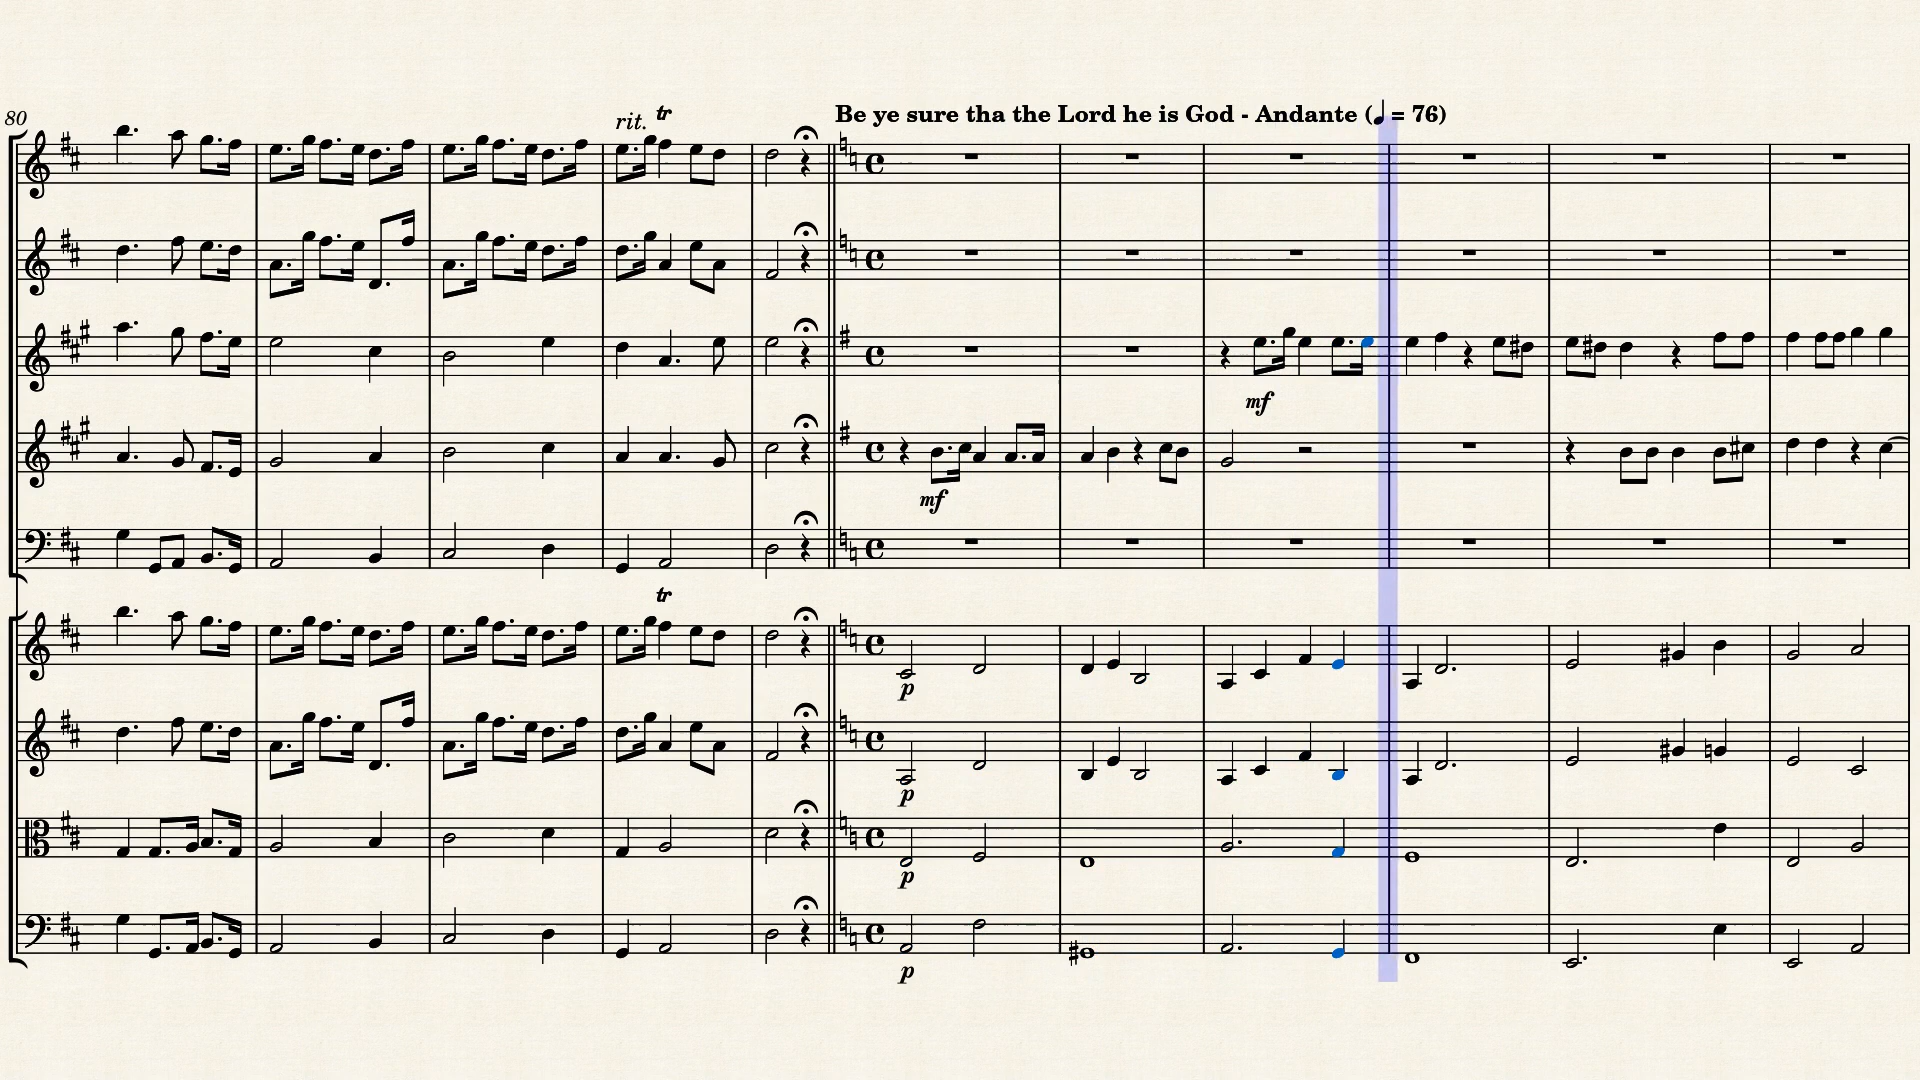 80
rit. tr
Be ye sure tha the Lord he is God - Andante (♩ = 76)
mf
mf
tr
p
p
p
p